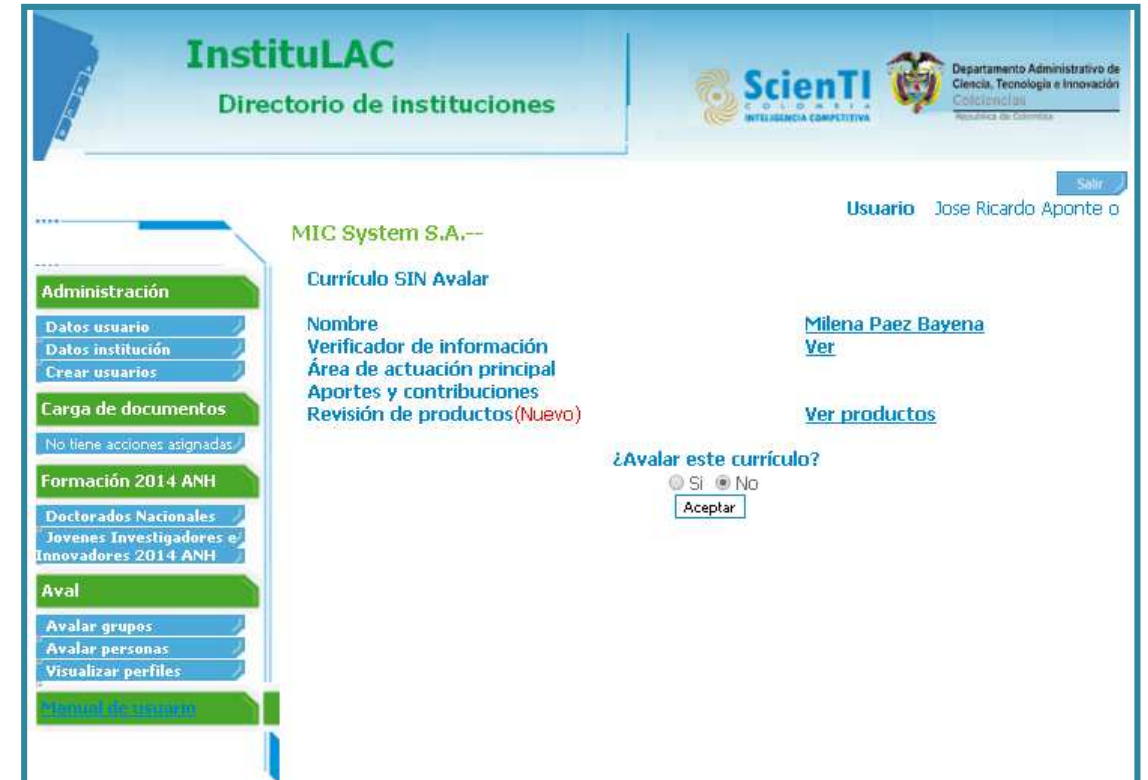 InstituLAC
Directorio de instituciones
ScienTI
COLOMBIA
INTELIGENCIA COMPETITIVA
Departamento Administrativo de
Ciencia, Tecnología e Innovación
Colciencias
República de Colombia
Salir
Usuario Jose Ricardo Aponte o
MIC System S.A.--
Administración
Datos usuario
Datos institución
Crear usuarios
Carga de documentos
No tiene acciones asignadas
Formación 2014 ANH
Doctorados Nacionales
Jovenes Investigadores e
Innovadores 2014 ANH
Aval
Avalar grupos
Avalar personas
Visualizar perfiles
Manual de usuario
Currículo SIN Avalar
Nombre Milena Paez Bayena
Verificador de información Ver
Área de actuación principal
Aportes y contribuciones
Revisión de productos(Nuevo) Ver productos
¿Avalar este currículo?
Si No
Aceptar